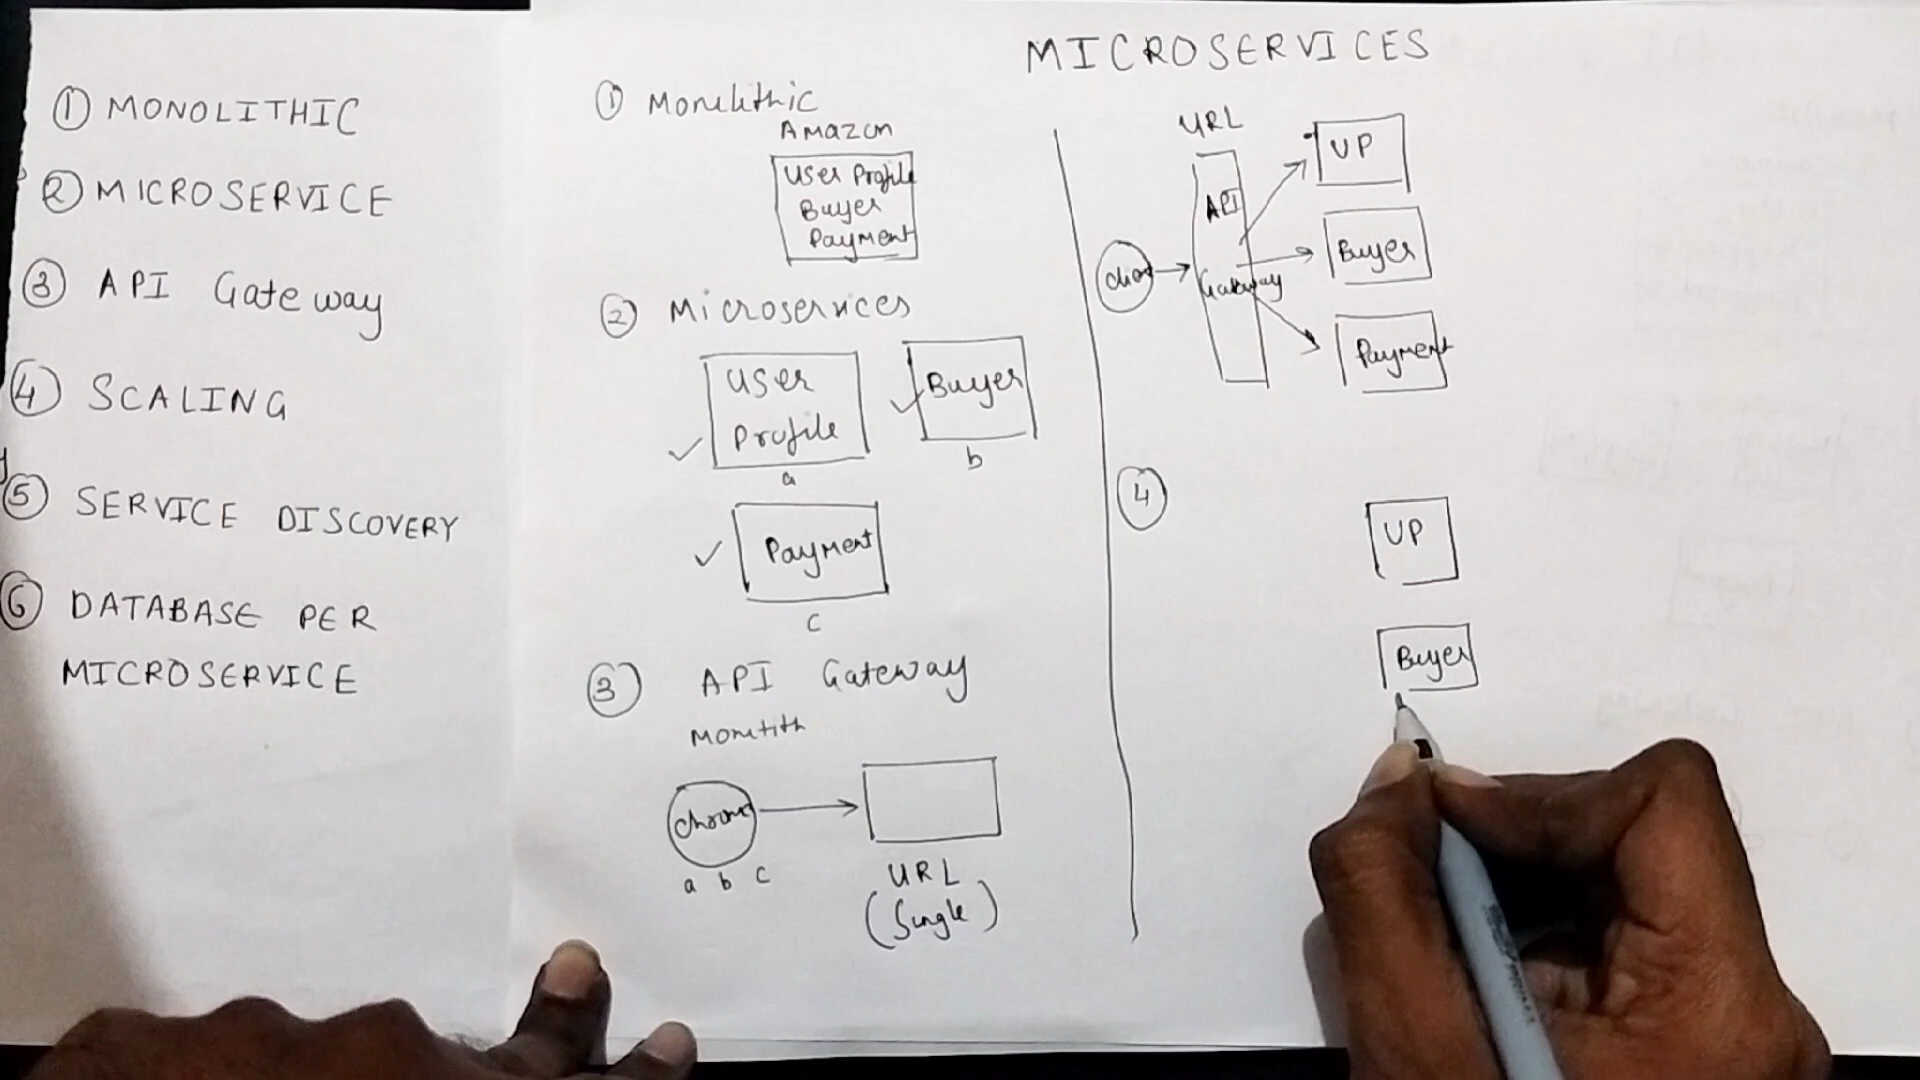 ① MONOLITHIC
② MICROSERVICE
③ API Gateway
④ SCALING
⑤ SERVICE DISCOVERY
⑥ DATABASE PER
MICROSERVICE
MICROSERVICES
① Monolithic
Amazon
User Profile
Buyer
Payment
② Microservices
User
Profile
a
Buyer
b
Payment
c
③ API Gateway
Monolith
chrome
a b c
URL
(Single)
URL
API
Gateway
UP
Buyer
Payment
④
UP
Buyer